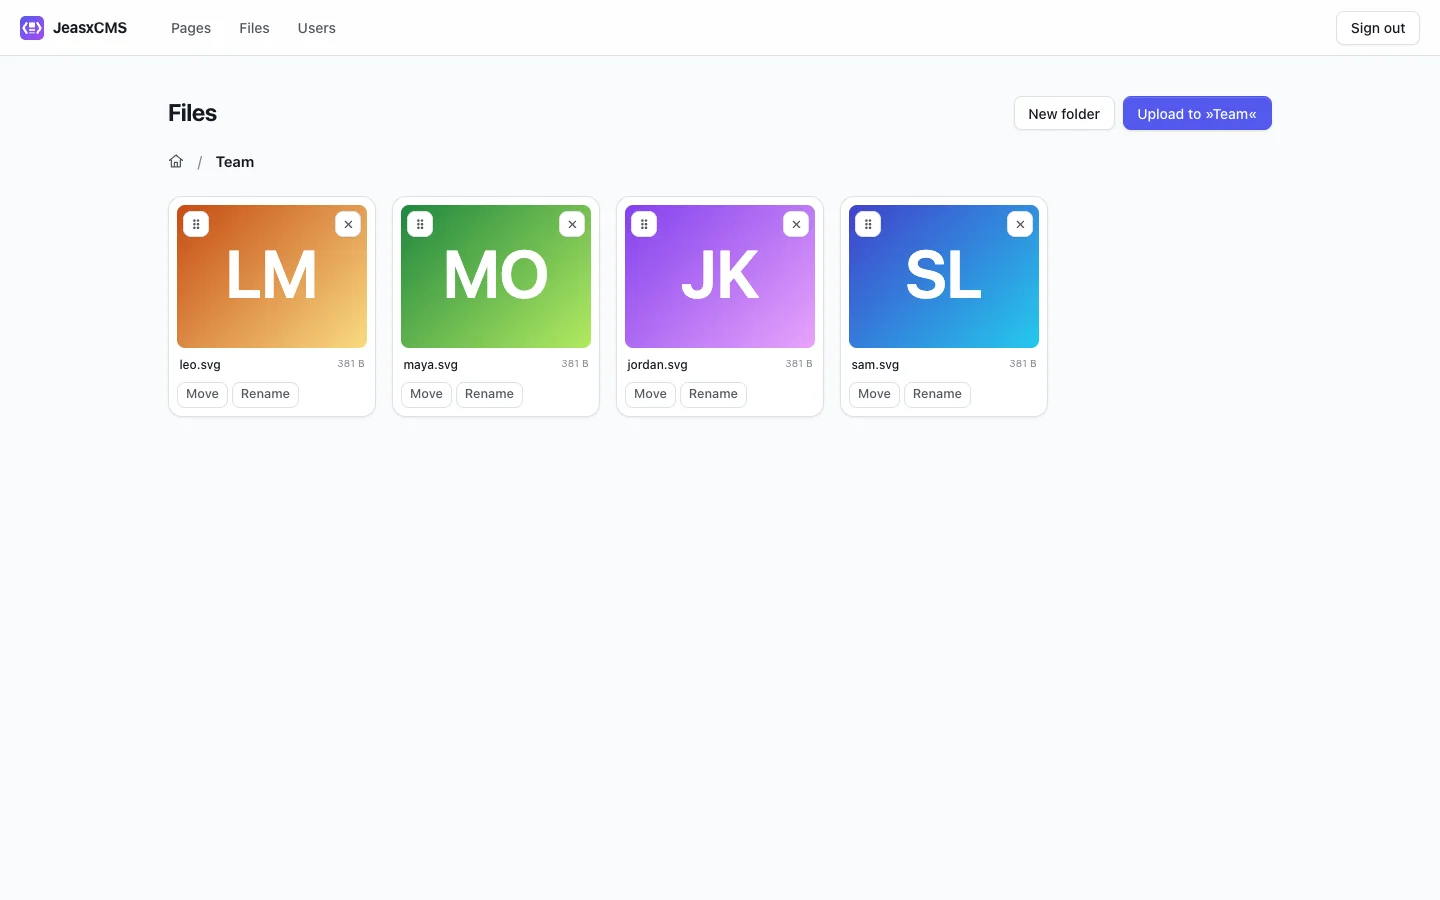 JeasxCMS Pages Files Users Sign out
Files New folder Upload to »Team«
/ Team
LM MO JK SL
leo.svg 381 B maya.svg 381 B jordan.svg 381 B sam.svg 381 B
Move Rename Move Rename Move Rename Move Rename